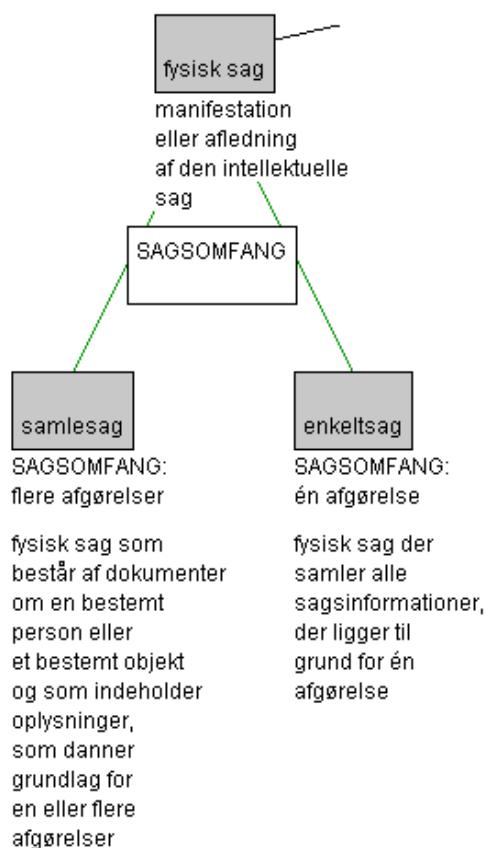 fysisk sag
manifestation
eller afledning
af den intellektuelle
sag
SAGSOMFANG
samlesag
SAGSOMFANG:
flere afgørelser
fysisk sag som
består af dokumenter
om en bestemt
person eller
et bestemt objekt
og som indeholder
oplysninger,
som danner
grundlag for
en eller flere
afgørelser
enkeltsag
SAGSOMFANG:
én afgørelse
fysisk sag der
samler alle
sagsinformationer,
der ligger til
grund for én
afgørelse